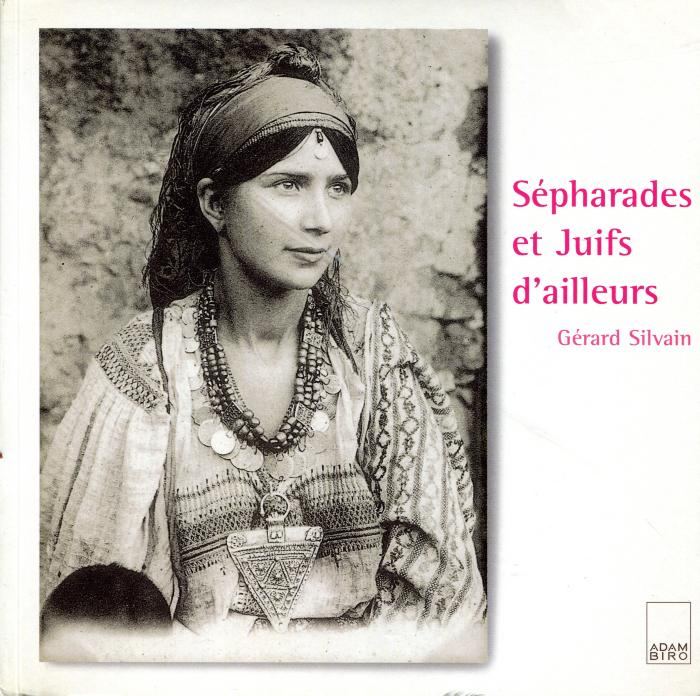 Sépharades
et Juifs
d'ailleurs
Gérard Silvain
ADAM
BIRO